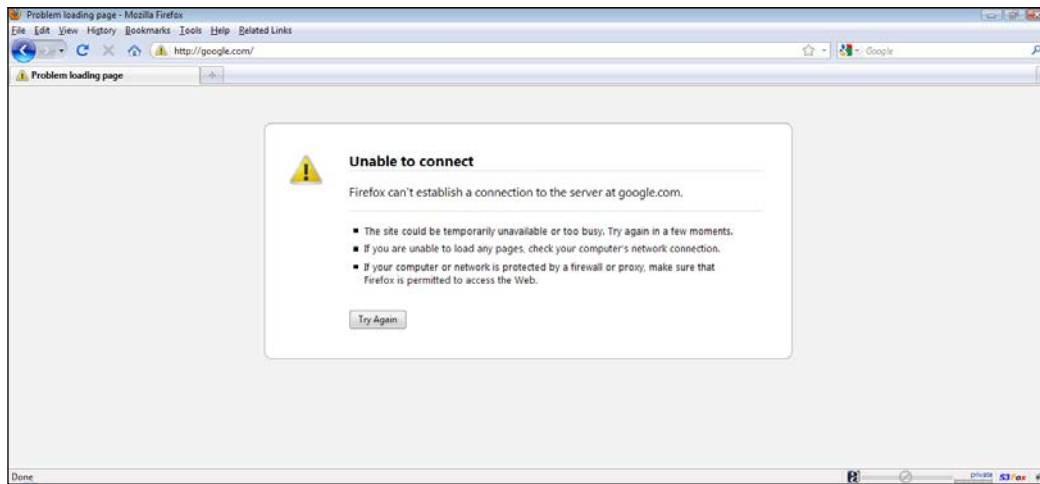 Problem loading page - Mozilla Firefox
File Edit View History Bookmarks Tools Help Related Links
http://google.com/ Google
Problem loading page
Unable to connect
Firefox can't establish a connection to the server at google.com.
The site could be temporarily unavailable or too busy. Try again in a few moments.
If you are unable to load any pages, check your computer's network connection.
If your computer or network is protected by a firewall or proxy, make sure that
Firefox is permitted to access the Web.
Try Again
Done private S3Fox